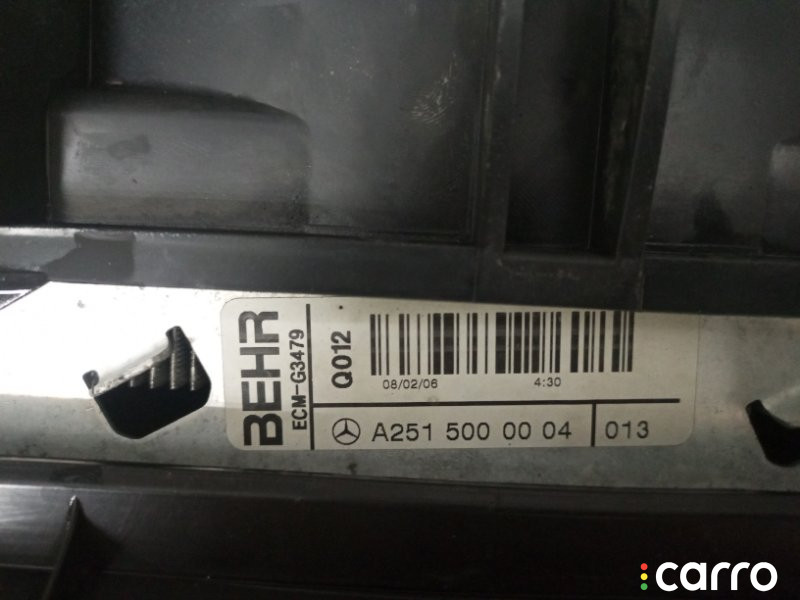 BEHR
ECM-G3479
Q012
08/02/06 4:30
A251 500 00 04 013
carro